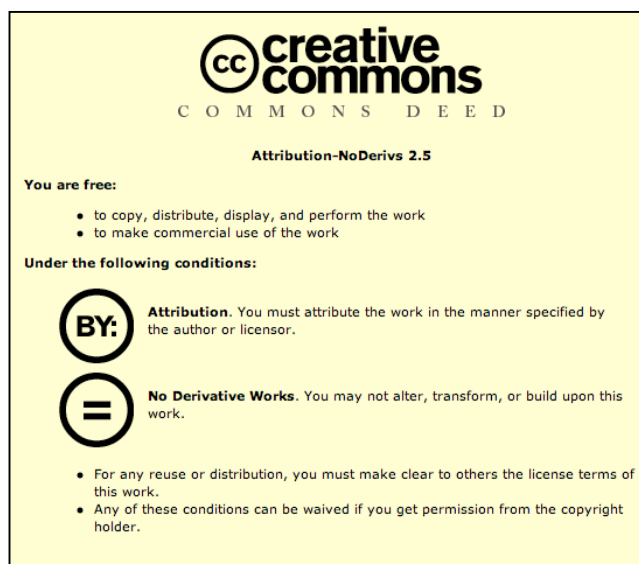 cc creative
commons
COMMONS DEED
Attribution-NoDerivs 2.5
You are free:
• to copy, distribute, display, and perform the work
• to make commercial use of the work
Under the following conditions:
BY:
Attribution. You must attribute the work in the manner specified by
the author or licensor.
=
No Derivative Works. You may not alter, transform, or build upon this
work.
• For any reuse or distribution, you must make clear to others the license terms of
this work.
• Any of these conditions can be waived if you get permission from the copyright
holder.